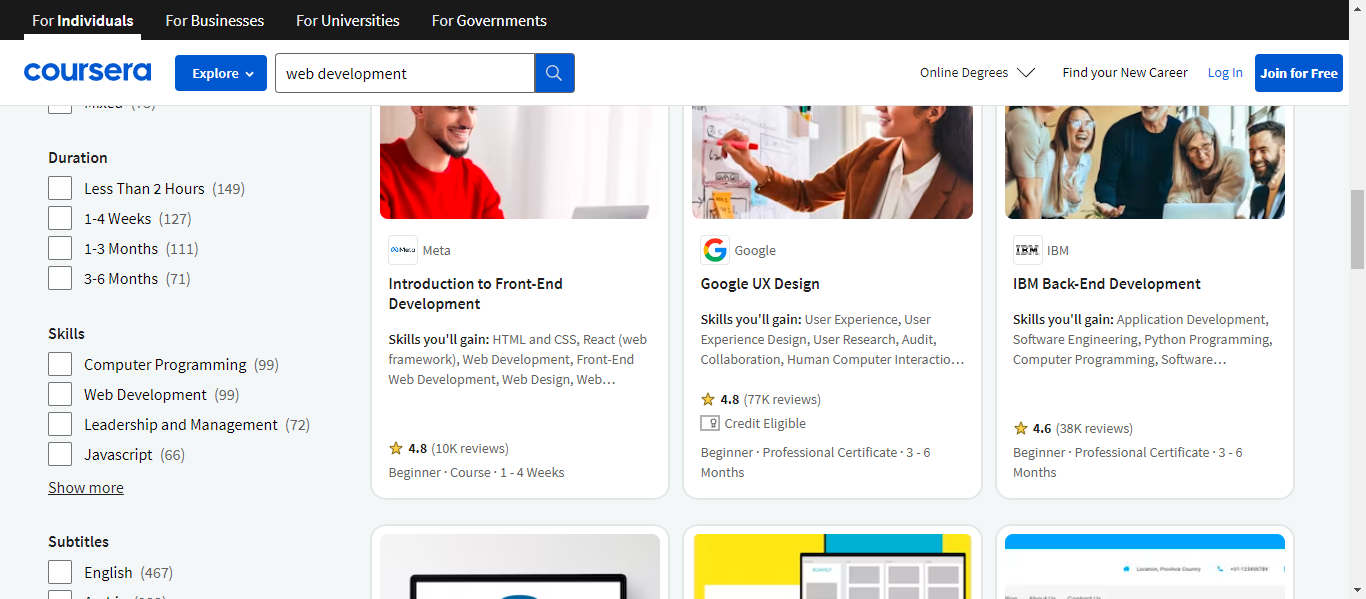 For Individuals
For Businesses
For Universities
For Governments
coursera
Explore
web development
Online Degrees
Find your New Career
Log In
Join for Free
Duration
Less Than 2 Hours (149)
1-4 Weeks (127)
1-3 Months (111)
3-6 Months (71)
Skills
Computer Programming (99)
Web Development (99)
Leadership and Management (72)
Javascript (66)
Show more
Subtitles
English (467)
Meta
Meta
Introduction to Front-End
Development
Skills you'll gain: HTML and CSS, React (web
framework), Web Development, Front-End
Web Development, Web Design, Web…
4.8 (10K reviews)
Beginner · Course · 1 - 4 Weeks
Google
Google UX Design
Skills you'll gain: User Experience, User
Experience Design, User Research, Audit,
Collaboration, Human Computer Interactio…
4.8 (77K reviews)
Credit Eligible
Beginner · Professional Certificate · 3 - 6
Months
IBM
IBM
IBM Back-End Development
Skills you'll gain: Application Development,
Software Engineering, Python Programming,
Computer Programming, Software…
4.6 (38K reviews)
Beginner · Professional Certificate · 3 - 6
Months
Location, Province Country